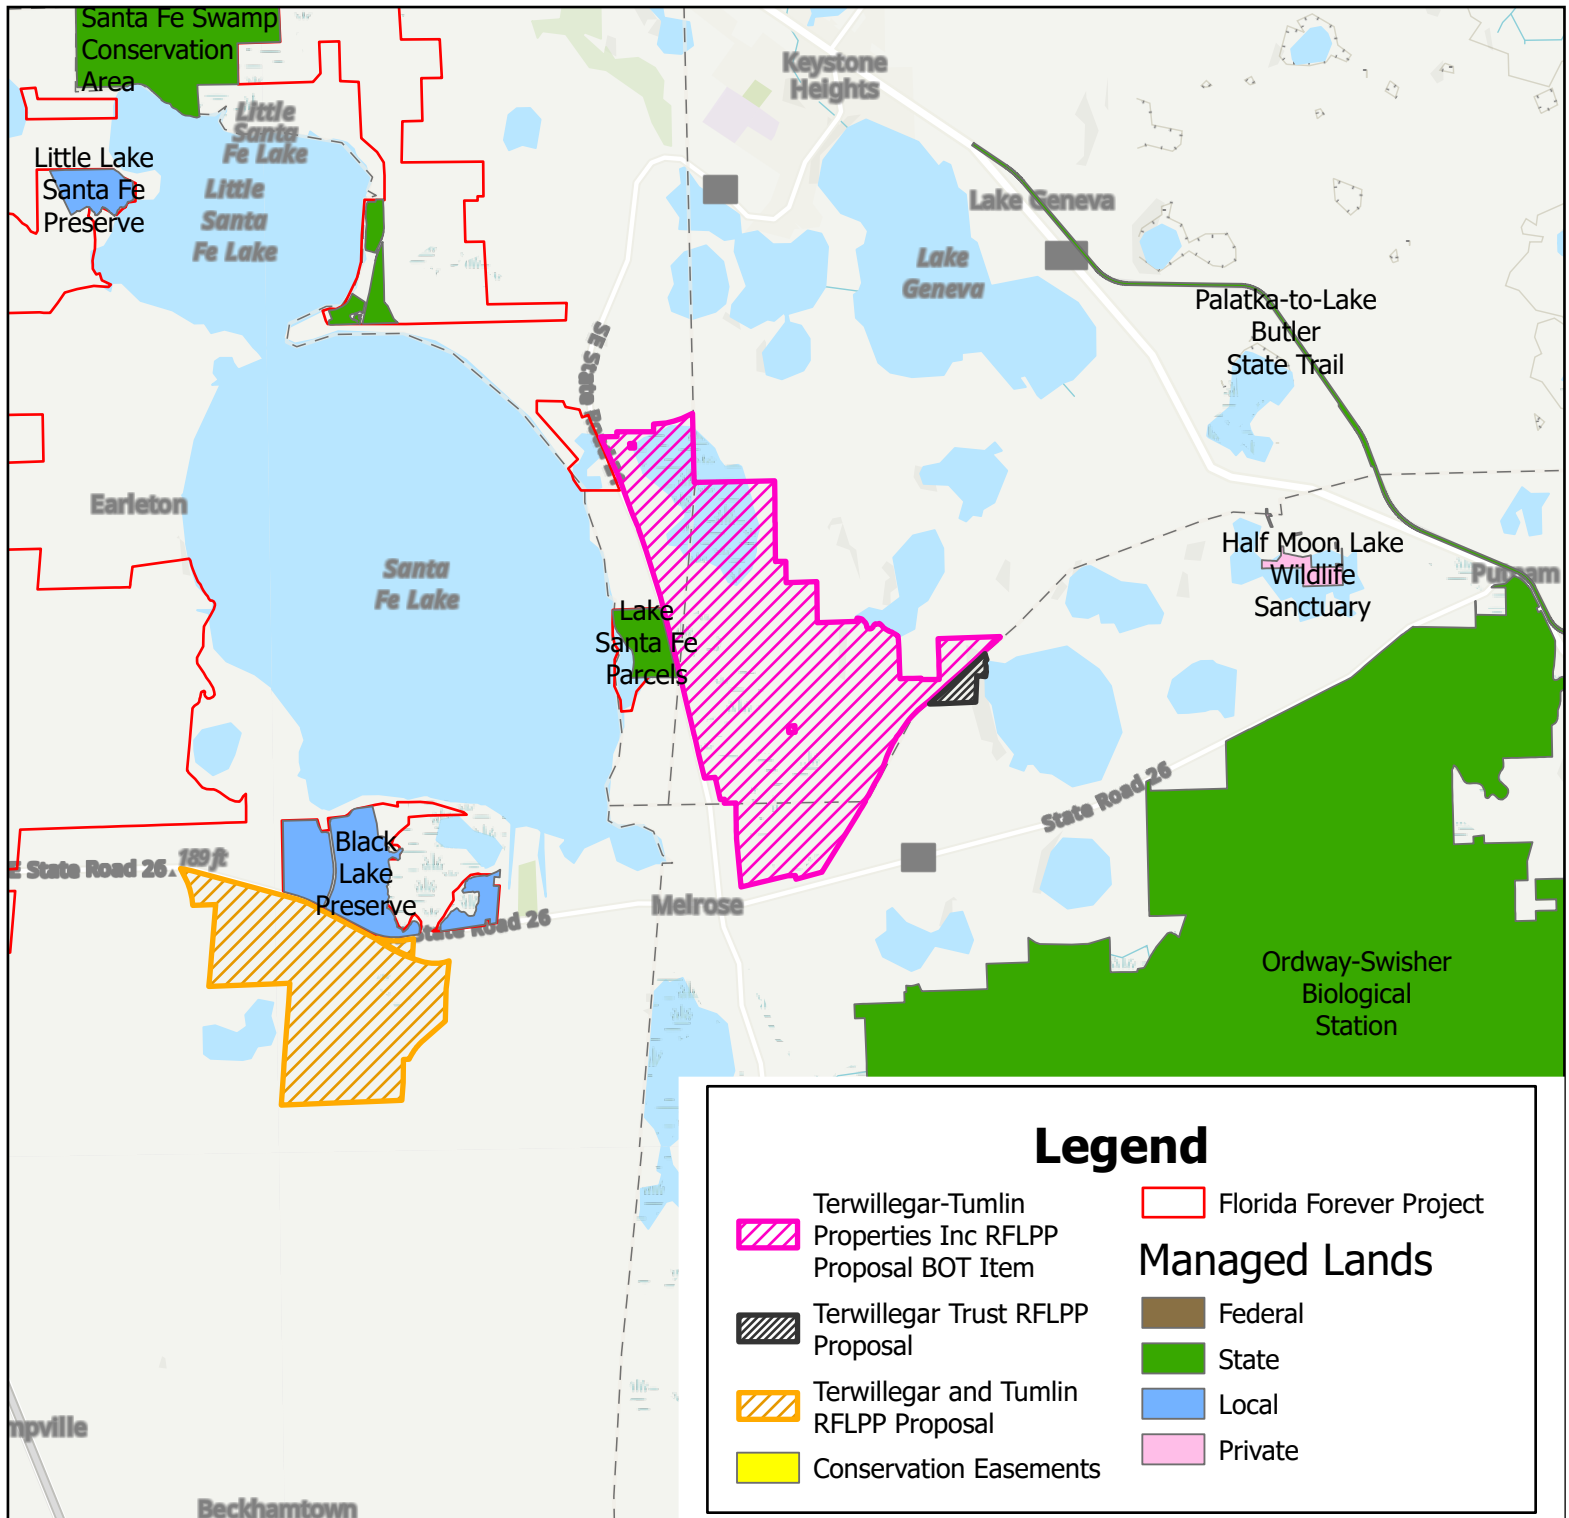 Santa Fe Swamp
Conservation
Area
Keystone
Heights
Little
Santa
Fe Lake
Little Lake
Santa Fe
Preserve
Little
Santa
Fe Lake
Lake Geneva
Lake
Geneva
Palatka-to-Lake
Butler
State Trail
SE State Road 21
Earleton
Santa
Fe Lake
Half Moon Lake
Wildlife
Sanctuary
Putnam
Lake
Santa Fe
Parcels
State Road 26
Black
Lake
Preserve
189 ft
E State Road 26
State Road 26
Melrose
Ordway-Swisher
Biological
Station
mpville
Beckhamtown
Legend
Terwillegar-Tumlin
Properties Inc RFLPP
Proposal BOT Item
Terwillegar Trust RFLPP
Proposal
Terwillegar and Tumlin
RFLPP Proposal
Conservation Easements
Florida Forever Project
Managed Lands
Federal
State
Local
Private